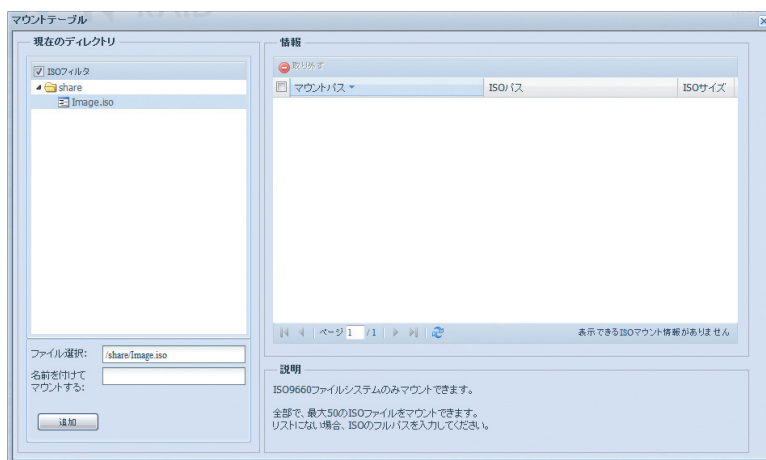 マウントテーブル
現在のディレクトリ
ISOフィルタ
share
Image.iso
ファイル選択: /share/Image.iso
名前を付けて
マウントする:
追加
情報
取り外す
マウントパス ISOパス ISOサイズ
ページ 1 /1 表示できるISOマウント情報がありません
説明
ISO9660ファイルシステムのみマウントできます。
全部で、最大50のISOファイルをマウントできます。
リストにない場合、ISOのフルパスを入力してください。